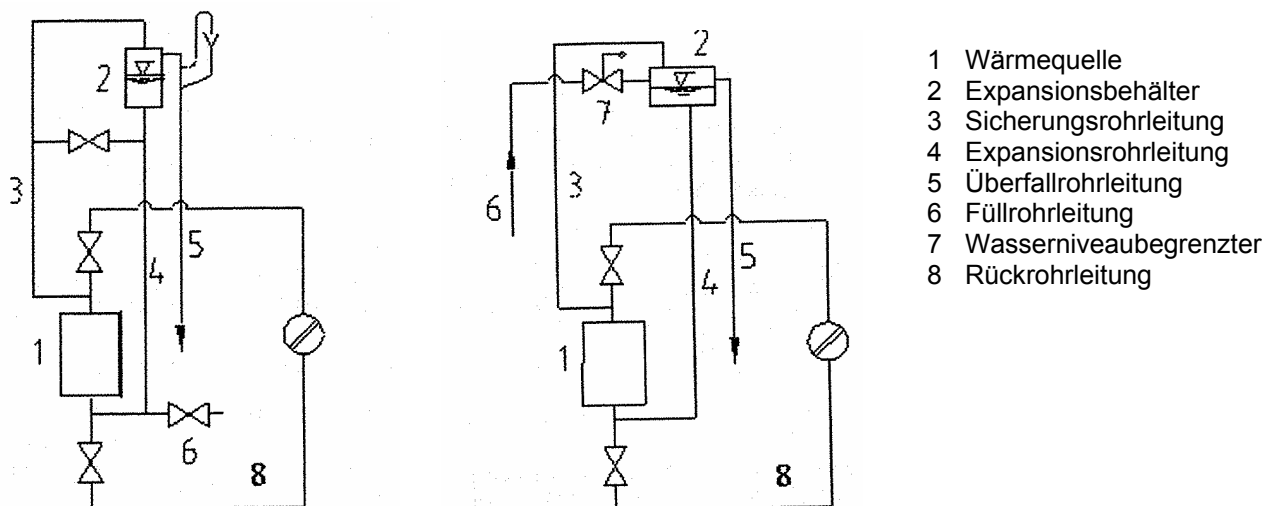 2
3
4
5
1
6
8
2
7
3
6
4
5
1
8
1 Wärmequelle
2 Expansionsbehälter
3 Sicherungsrohrleitung
4 Expansionsrohrleitung
5 Überfallrohrleitung
6 Füllrohrleitung
7 Wasserniveaubegrenzter
8 Rückrohrleitung